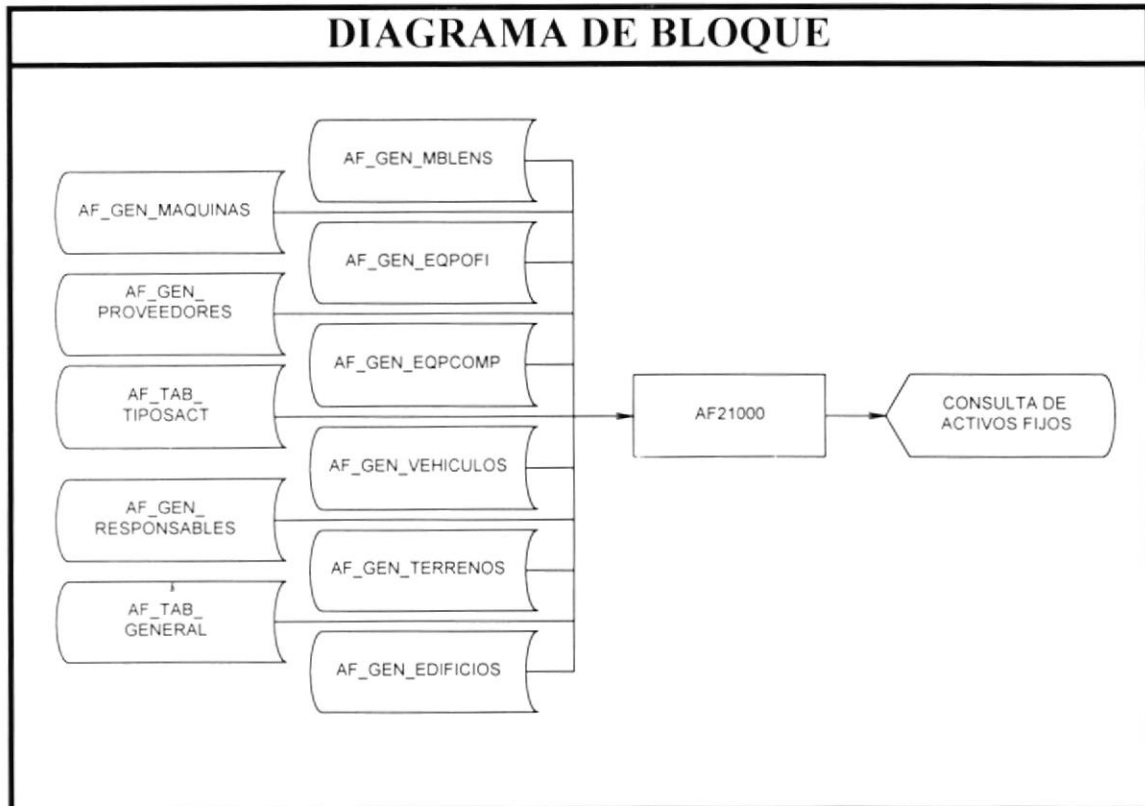 DIAGRAMA DE BLOQUE
AF_GEN_MBLENS
AF_GEN_MAQUINAS
AF_GEN_EQPOFI
AF_GEN_
PROVEEDORES
AF_GEN_EQPCOMP
AF_TAB_
TIPOSACT
AF21000
CONSULTA DE
ACTIVOS FIJOS
AF_GEN_VEHICULOS
AF_GEN_
RESPONSABLES
AF_GEN_TERRENOS
AF_TAB_
GENERAL
AF_GEN_EDIFICIOS